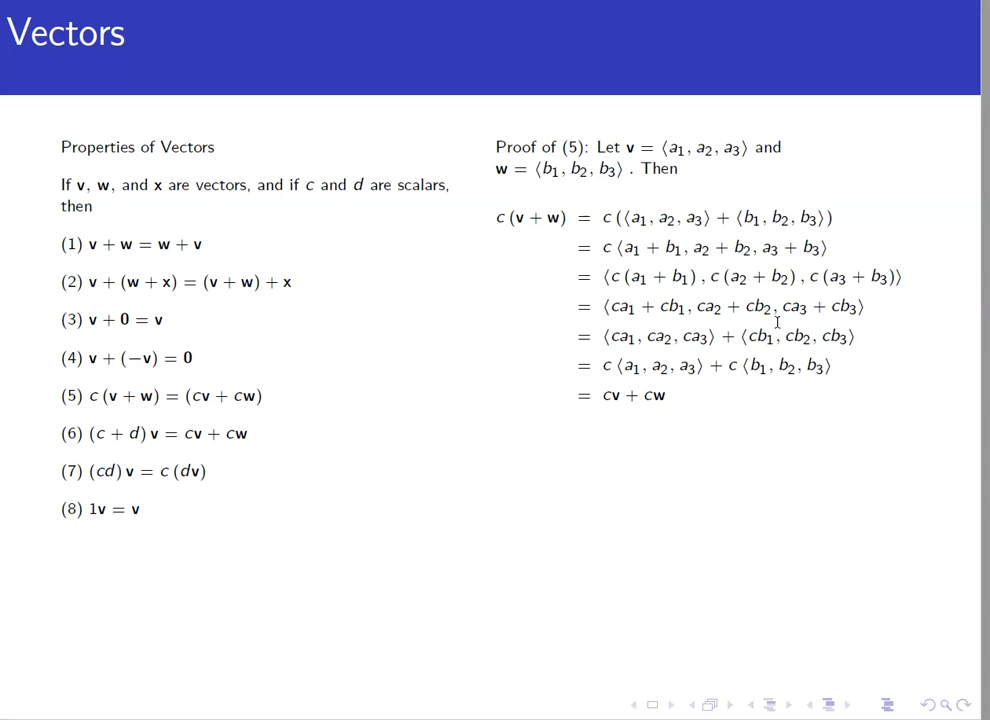 Vectors
Properties of Vectors
If v, w, and x are vectors, and if c and d are scalars,
then
(1) v + w = w + v
(2) v + (w + x) = (v + w) + x
(3) v + 0 = v
(4) v + (−v) = 0
(5) c (v + w) = (cv + cw)
(6) (c + d) v = cv + cw
(7) (cd) v = c (dv)
(8) 1v = v
Proof of (5): Let v = ⟨a₁, a₂, a₃⟩ and
w = ⟨b₁, b₂, b₃⟩ . Then
c (v + w) = c (⟨a₁, a₂, a₃⟩ + ⟨b₁, b₂, b₃⟩)
= c ⟨a₁ + b₁, a₂ + b₂, a₃ + b₃⟩
= ⟨c (a₁ + b₁) , c (a₂ + b₂) , c (a₃ + b₃)⟩
= ⟨ca₁ + cb₁, ca₂ + cb₂, ca₃ + cb₃⟩
= ⟨ca₁, ca₂, ca₃⟩ + ⟨cb₁, cb₂, cb₃⟩
= c ⟨a₁, a₂, a₃⟩ + c ⟨b₁, b₂, b₃⟩
= cv + cw